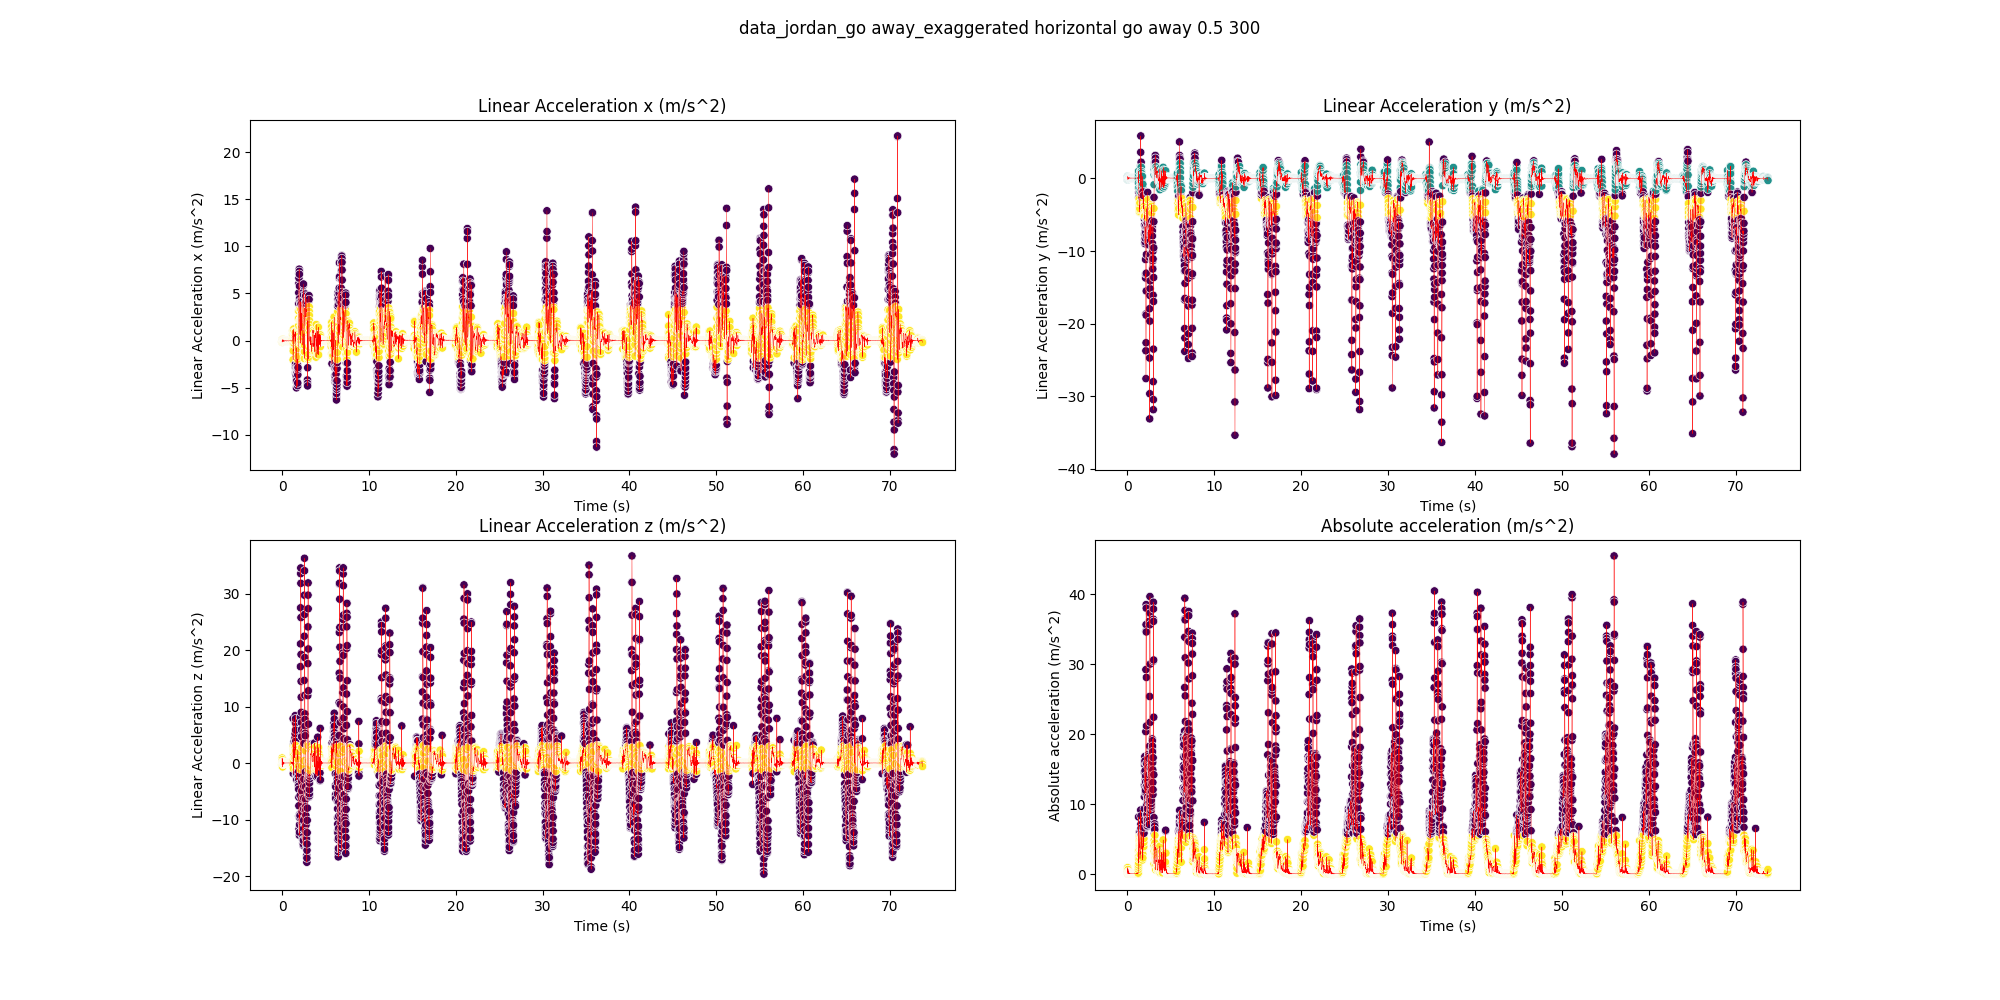 data_jordan_go away_exaggerated horizontal go away 0.5 300
Linear Acceleration x (m/s^2)
Linear Acceleration x (m/s^2)
20
15
10
5
0
−5
−10
0 10 20 30 40 50 60 70
Time (s)
Linear Acceleration y (m/s^2)
Linear Acceleration y (m/s^2)
0
−10
−20
−30
−40
0 10 20 30 40 50 60 70
Time (s)
Linear Acceleration z (m/s^2)
Linear Acceleration z (m/s^2)
30
20
10
0
−10
−20
0 10 20 30 40 50 60 70
Time (s)
Absolute acceleration (m/s^2)
Absolute acceleration (m/s^2)
40
30
20
10
0
0 10 20 30 40 50 60 70
Time (s)